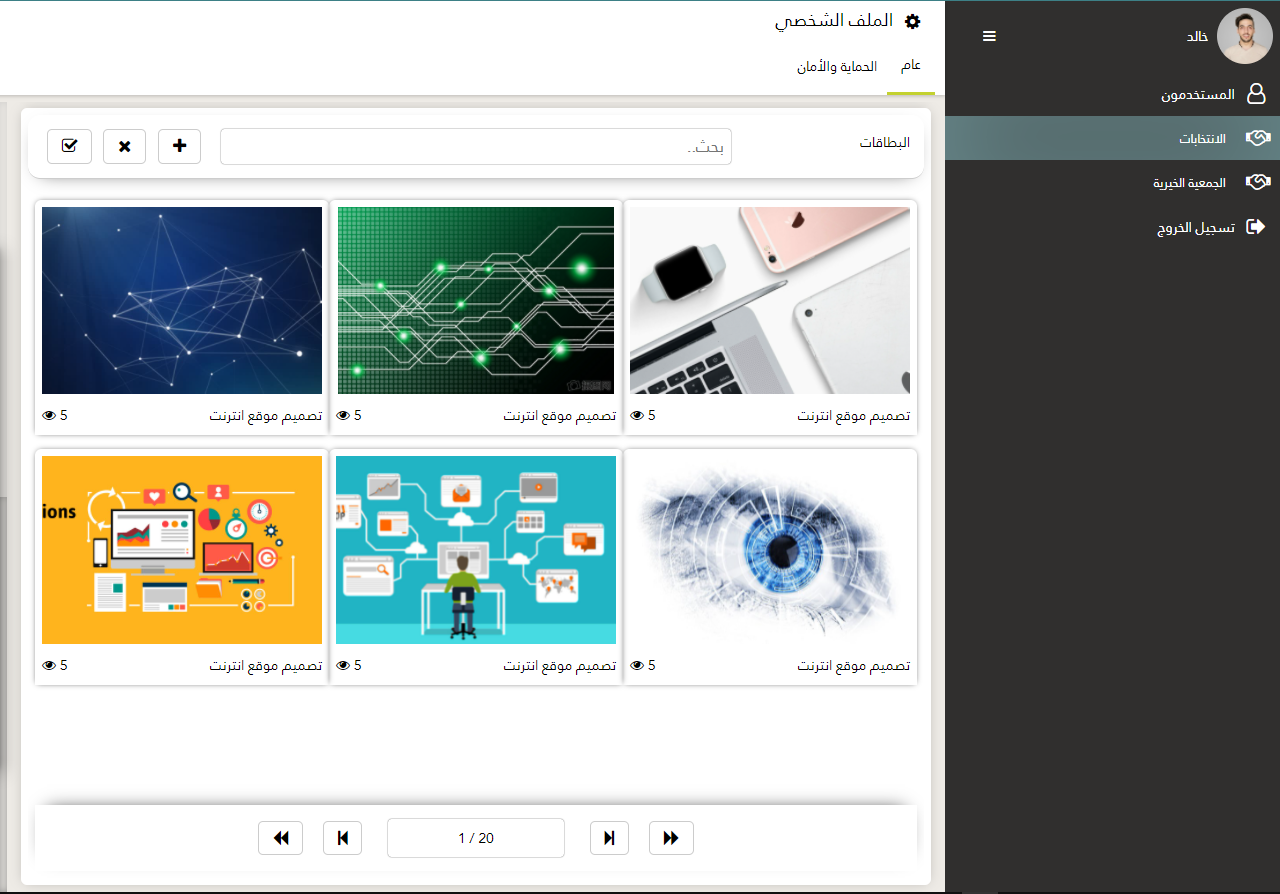 خالد
المستخدمون
الانتخابات
الجمعية الخيرية
تسجيل الخروج
الملف الشخصي
عام
الحماية والأمان
البطاقات
بحث..
تصميم موقع انترنت
5
تصميم موقع انترنت
5
تصميم موقع انترنت
5
ions
تصميم موقع انترنت
5
تصميم موقع انترنت
5
تصميم موقع انترنت
5
1 / 20